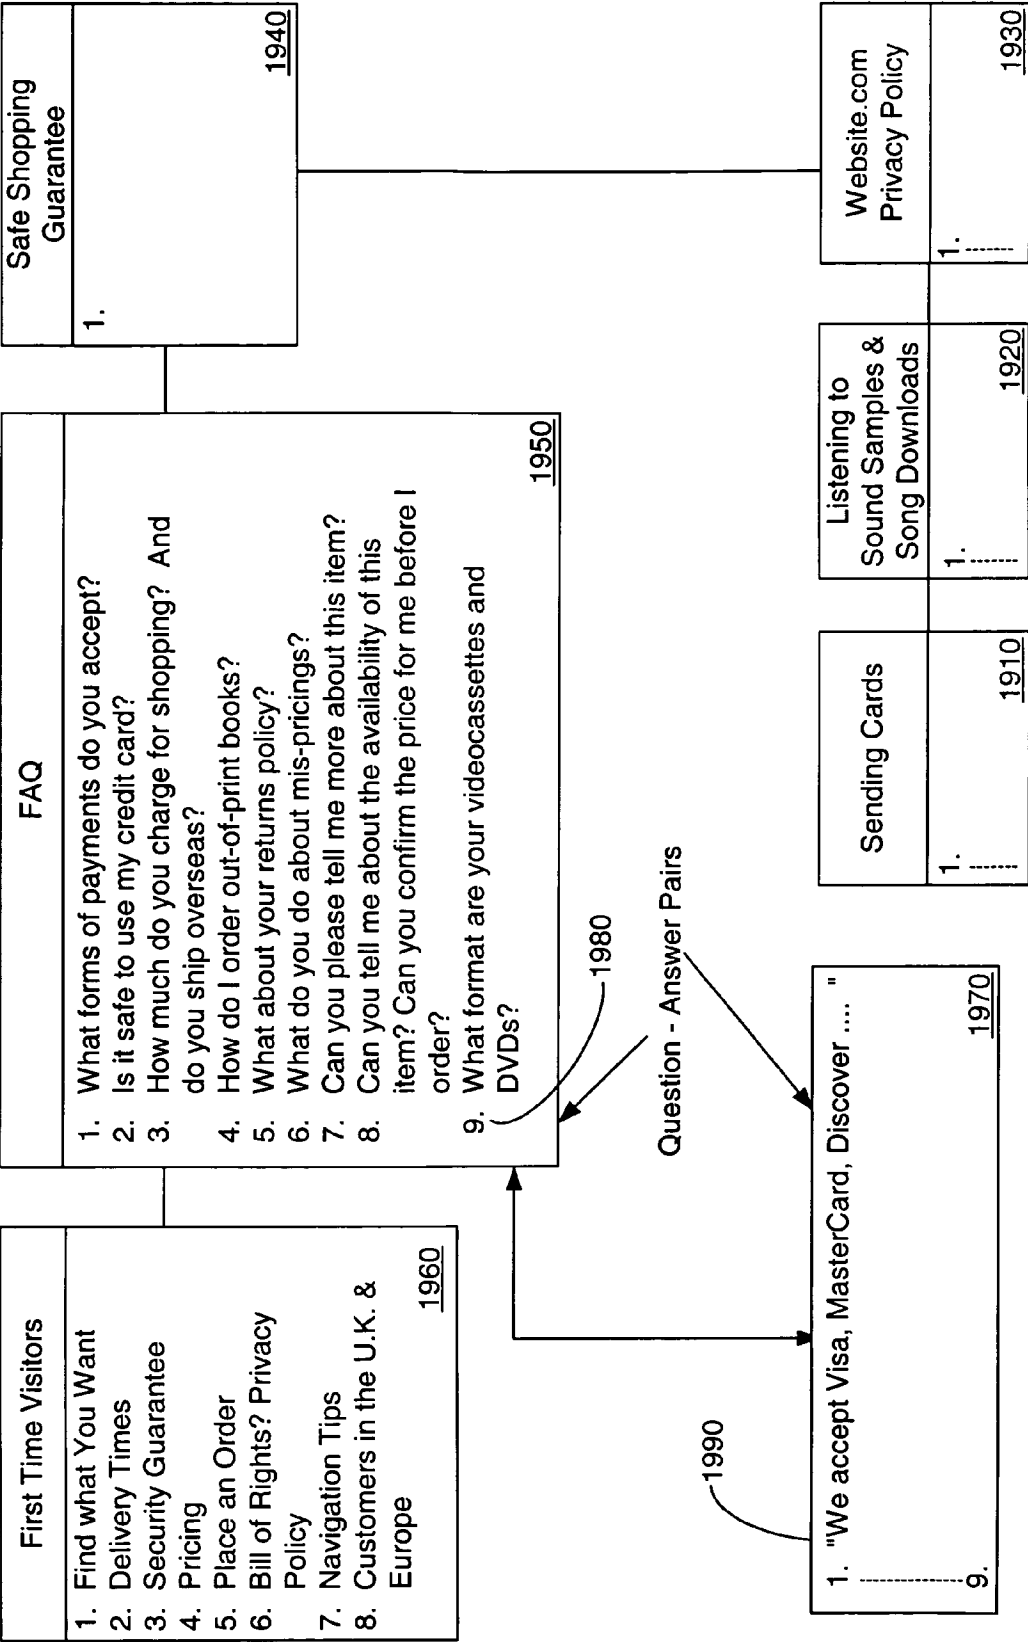 First Time Visitors
1. Find what You Want
2. Delivery Times
3. Security Guarantee
4. Pricing
5. Place an Order
6. Bill of Rights? Privacy
Policy
7. Navigation Tips
8. Customers in the U.K. &
Europe
1960
FAQ
1. What forms of payments do you accept?
2. Is it safe to use my credit card?
3. How much do you charge for shopping? And
do you ship overseas?
4. How do I order out-of-print books?
5. What about your returns policy?
6. What do you do about mis-pricings?
7. Can you please tell me more about this item?
8. Can you tell me about the availability of this
item? Can you confirm the price for me before I
order?
9. What format are your videocassettes and
DVDs?
1950
Safe Shopping
Guarantee
1.
1940
1980
Question - Answer Pairs
1990
1. "We accept Visa, MasterCard, Discover .... "
9.
1970
Sending Cards
1.
1910
Listening to
Sound Samples &
Song Downloads
1.
1920
Website.com
Privacy Policy
1.
1930